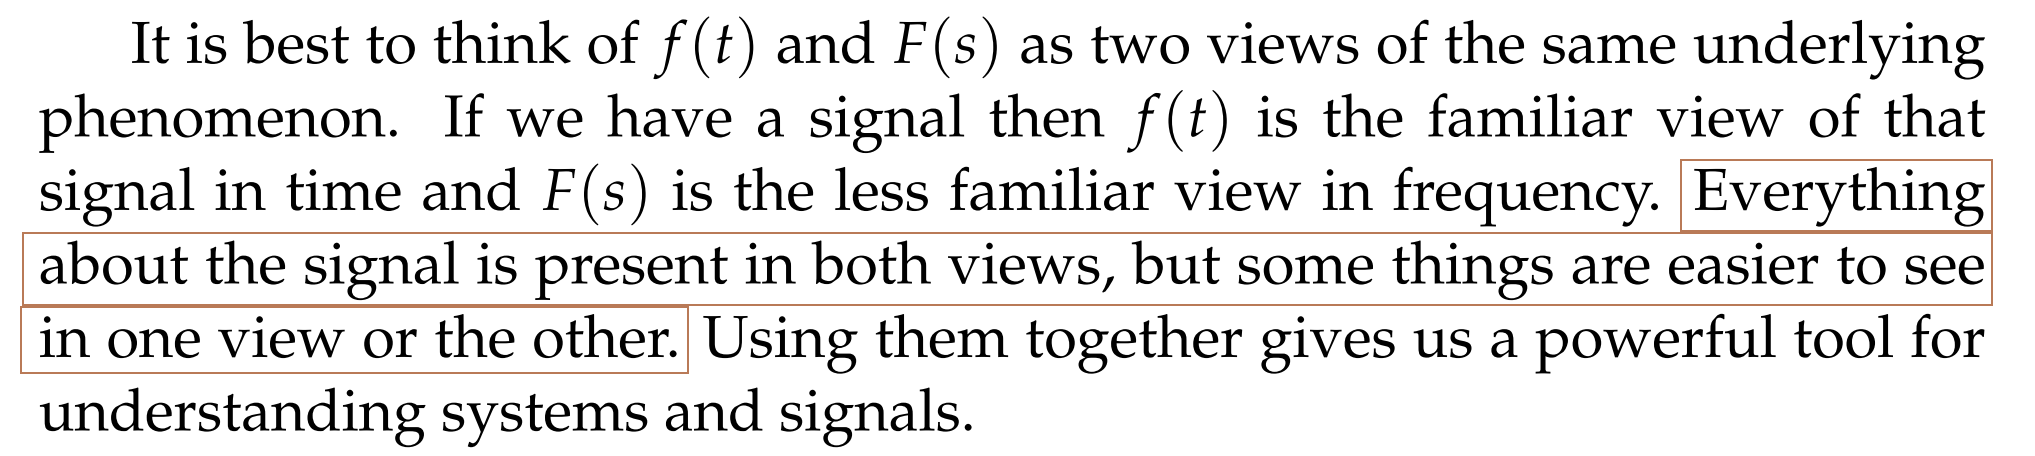 It is best to think of f(t) and F(s) as two views of the same underlying
phenomenon. If we have a signal then f(t) is the familiar view of that
signal in time and F(s) is the less familiar view in frequency. Everything
about the signal is present in both views, but some things are easier to see
in one view or the other. Using them together gives us a powerful tool for
understanding systems and signals.